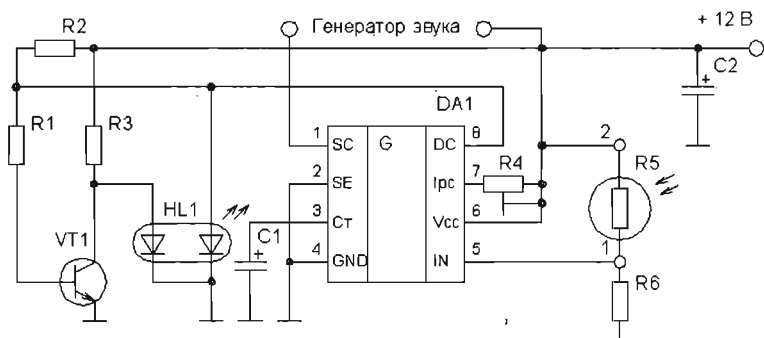 Генератор звука
+ 12 В
R2
C2
DA1
R1
R3
1
SC
G
DC
8
2
R4
R5
2
SE
Ipc
7
HL1
3
Ст
Vcc
6
VT1
C1
4
GND
IN
5
1
R6